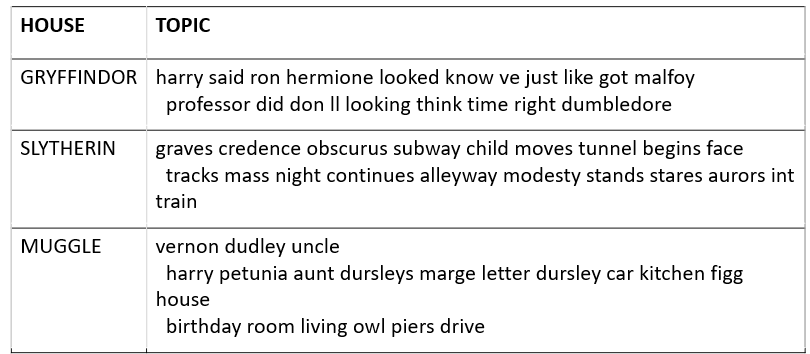 HOUSE TOPIC
GRYFFINDOR harry said ron hermione looked know ve just like got malfoy
professor did don ll looking think time right dumbledore
SLYTHERIN graves credence obscurus subway child moves tunnel begins face
tracks mass night continues alleyway modesty stands stares aurors int
train
MUGGLE vernon dudley uncle
harry petunia aunt dursleys marge letter dursley car kitchen figg
house
birthday room living owl piers drive